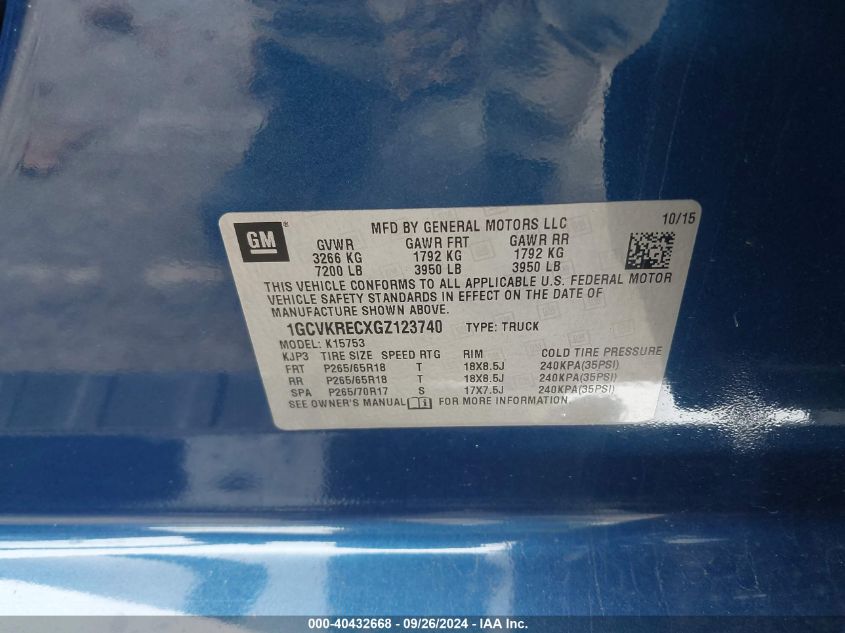 GM®
MFD BY GENERAL MOTORS LLC
10/15
GVWR GAWR FRT GAWR RR
3266 KG 1792 KG 1792 KG
7200 LB 3950 LB 3950 LB
THIS VEHICLE CONFORMS TO ALL APPLICABLE U.S. FEDERAL MOTOR
VEHICLE SAFETY STANDARDS IN EFFECT ON THE DATE OF
MANUFACTURE SHOWN ABOVE.
1GCVKRECXGZ123740 TYPE: TRUCK
MODEL: K15753
KJP3 TIRE SIZE SPEED RTG RIM COLD TIRE PRESSURE
FRT P265/65R18 T 18X8.5J 240KPA(35PSI)
RR P265/65R18 T 18X8.5J 240KPA(35PSI)
SPA P265/70R17 S 17X7.5J 240KPA(35PSI)
SEE OWNER'S MANUAL FOR MORE INFORMATION.
000-40432668 - 09/26/2024 - IAA, Inc.